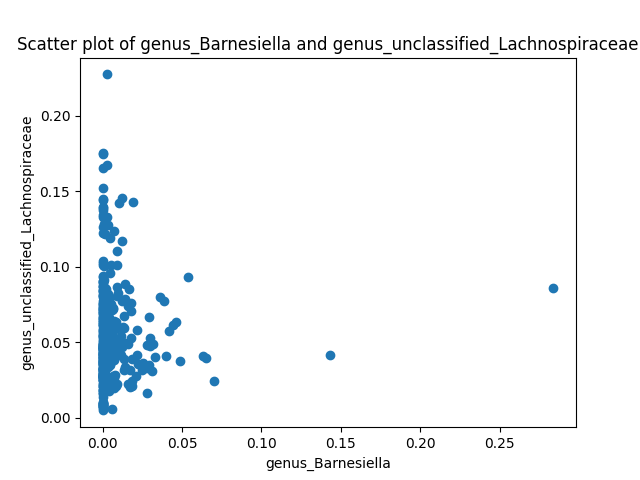 Scatter plot of genus_Barnesiella and genus_unclassified_Lachnospiraceae
genus_unclassified_Lachnospiraceae
0.20
0.15
0.10
0.05
0.00
0.00 0.05 0.10 0.15 0.20 0.25
genus_Barnesiella